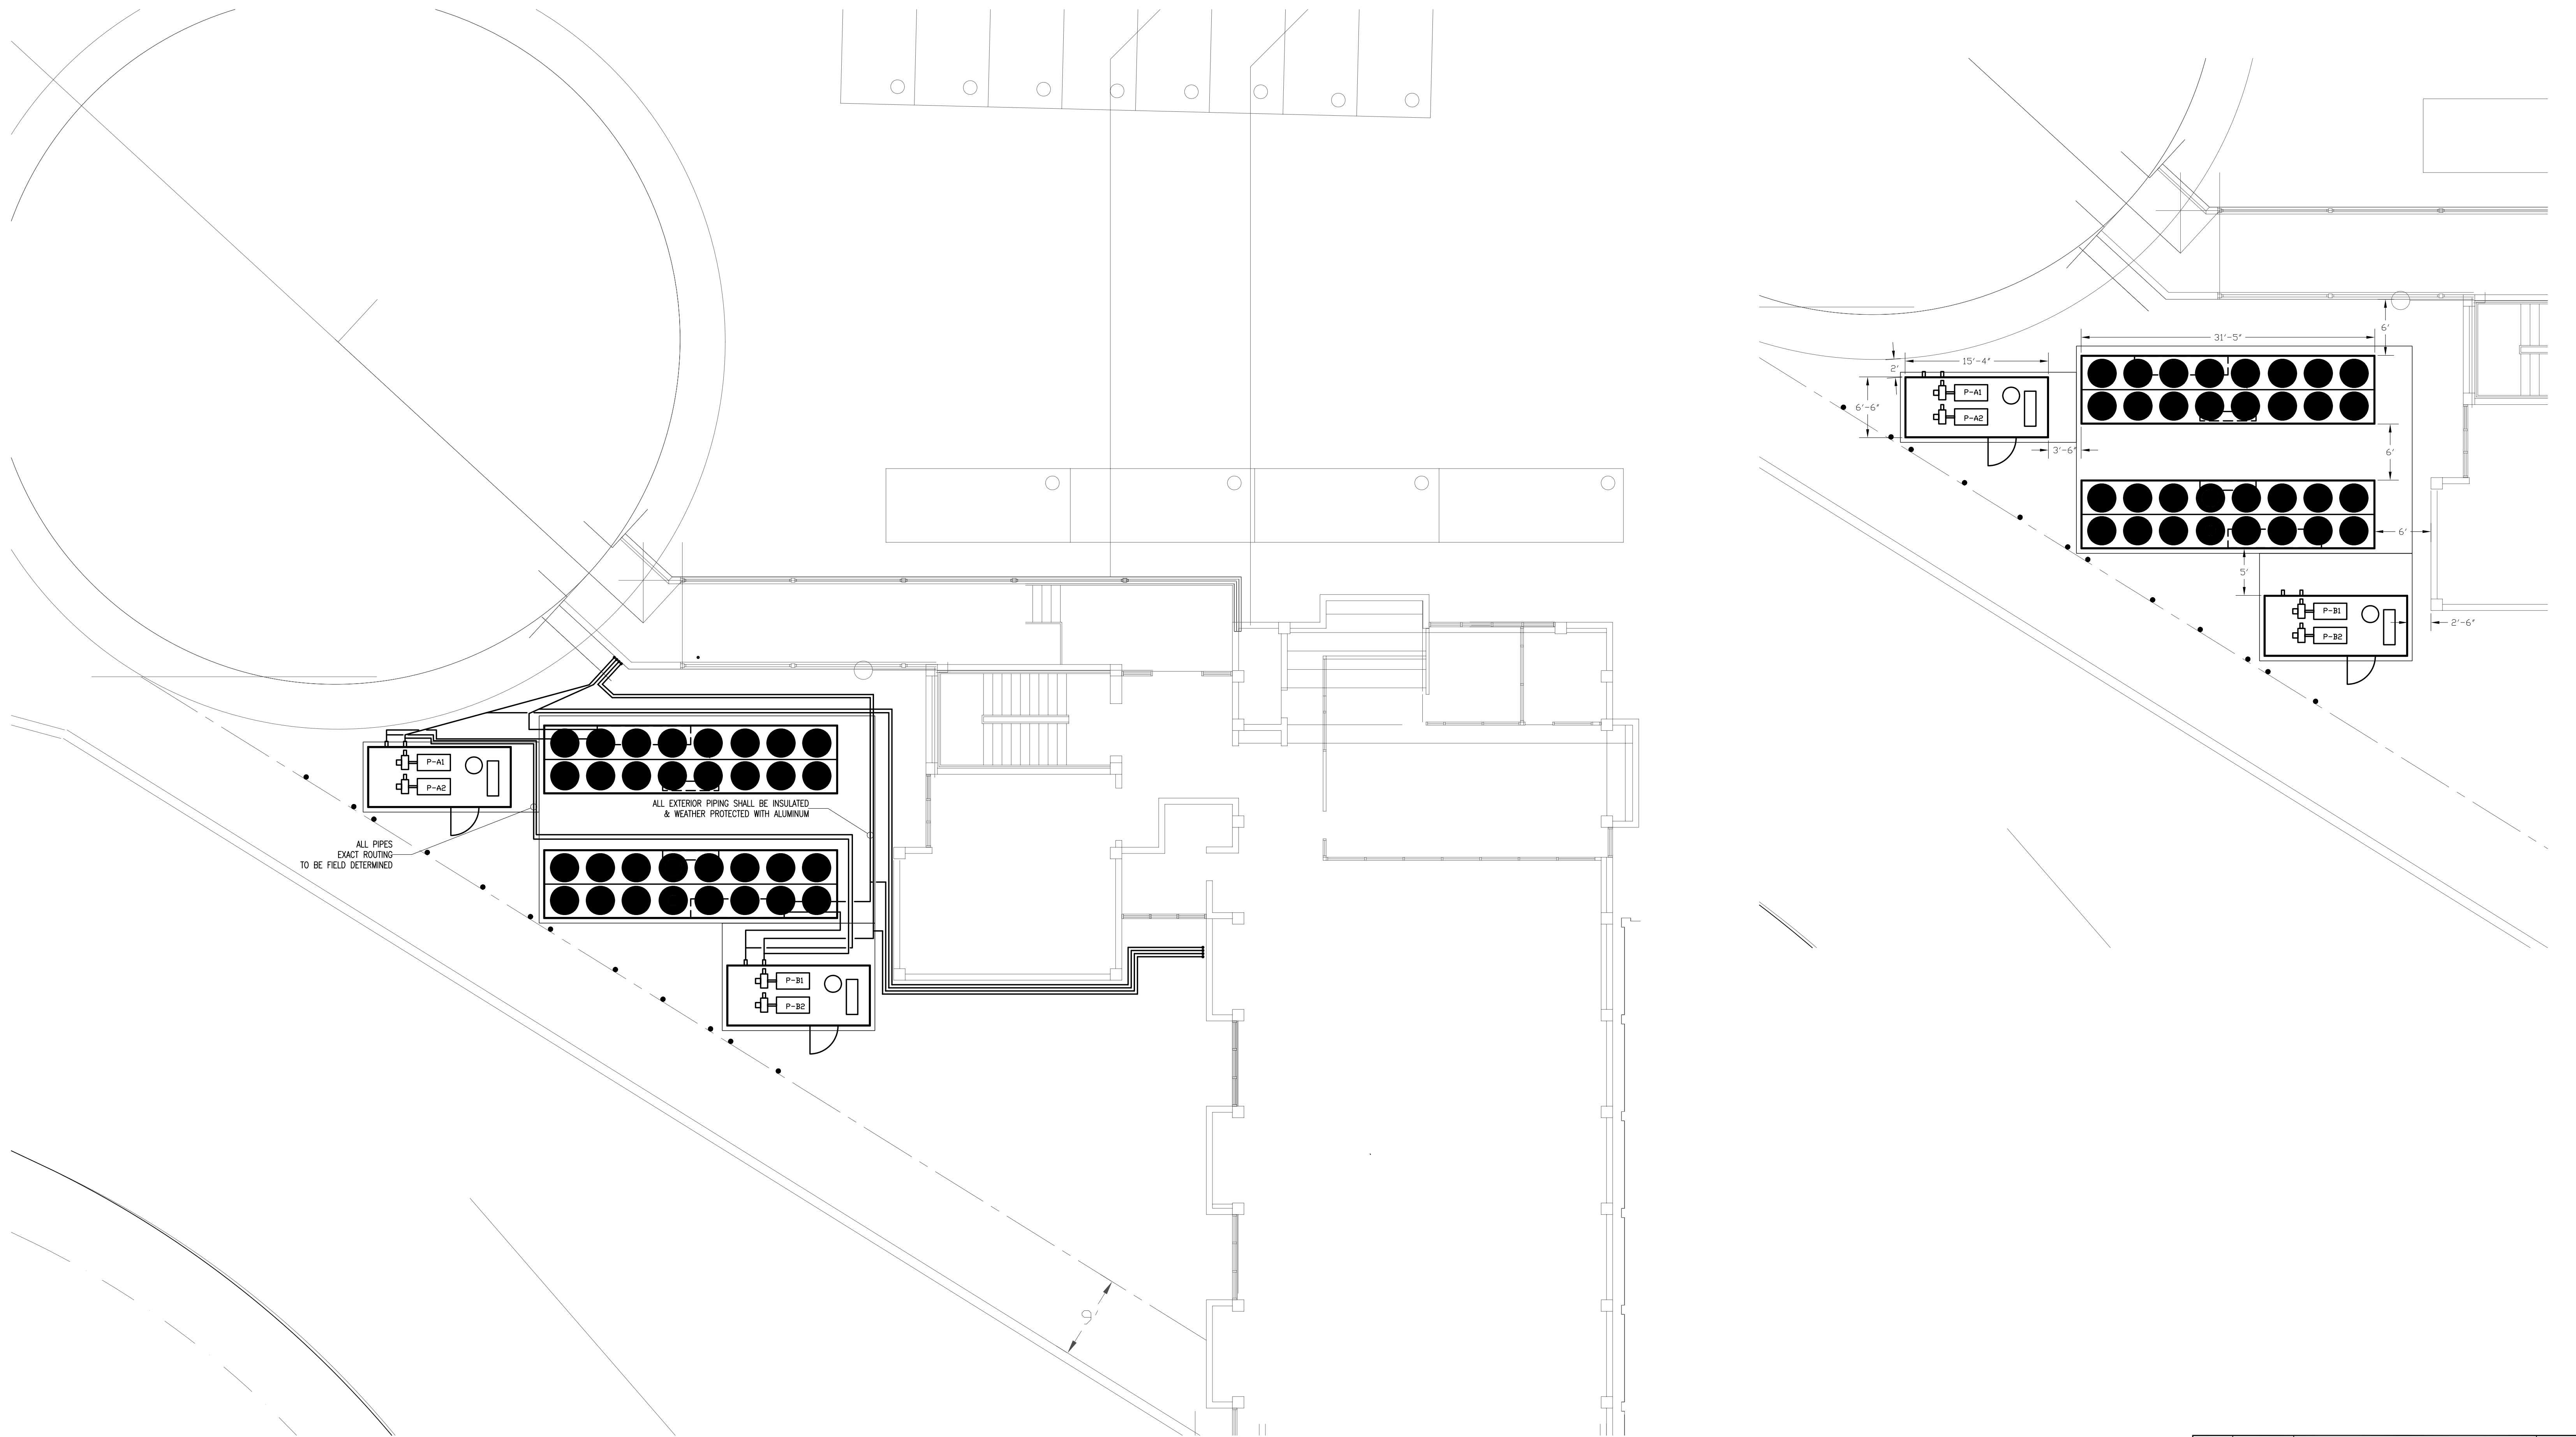 P-A1
P-A2
ALL EXTERIOR PIPING SHALL BE INSULATED
& WEATHER PROTECTED WITH ALUMINUM
ALL PIPES
EXACT ROUTING
TO BE FIELD DETERMINED
P-B1
P-B2
9'
6'
31'-5"
15'-4"
2'
6'-6"
P-A1
P-A2
3'-6"
6'
6'
5'
P-B1
P-B2
2'-6"